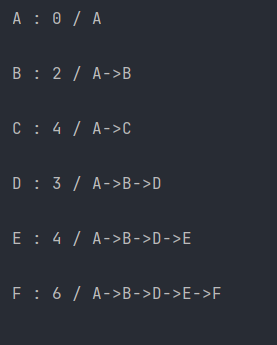 A : 0 / A
B : 2 / A->B
C : 4 / A->C
D : 3 / A->B->D
E : 4 / A->B->D->E
F : 6 / A->B->D->E->F